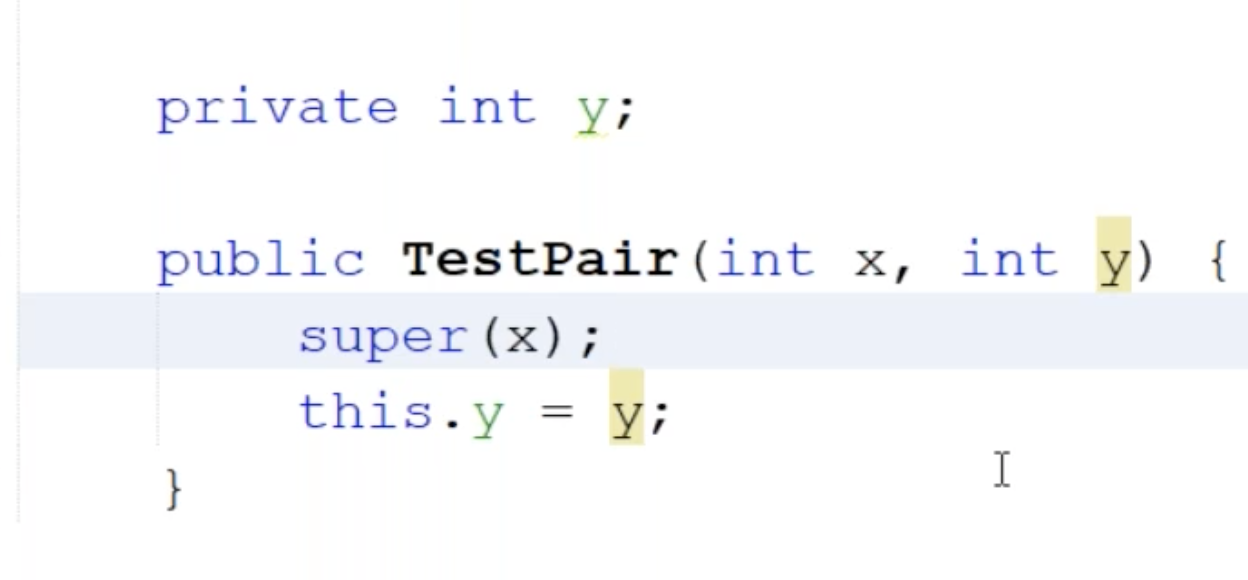 private int y;
public TestPair(int x, int y) {
super(x);
this.y = y;
}